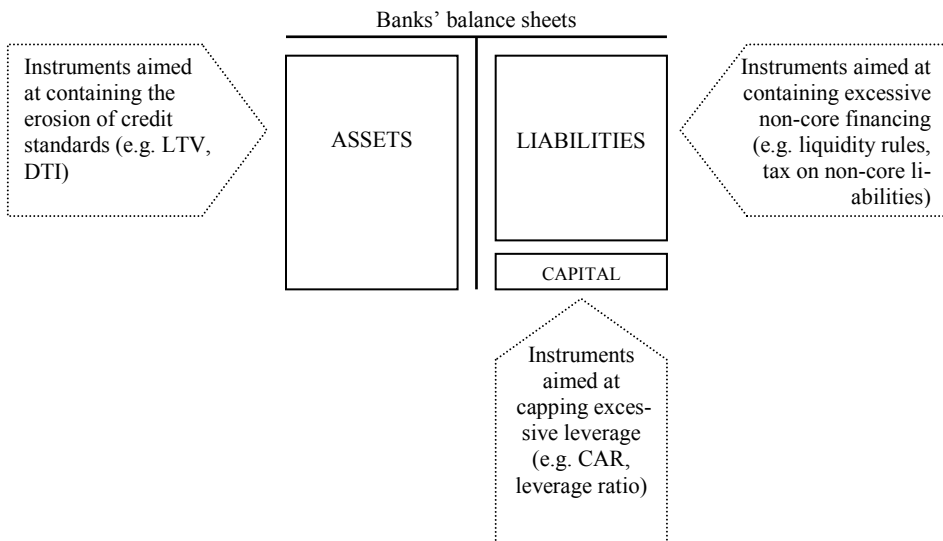 Banks’ balance sheets
Instruments aimed
at containing the
erosion of credit
standards (e.g. LTV,
DTI)
ASSETS
LIABILITIES
Instruments aimed at
containing excessive
non-core financing
(e.g. liquidity rules,
tax on non-core li-
abilities)
CAPITAL
Instruments
aimed at
capping exces-
sive leverage
(e.g. CAR,
leverage ratio)